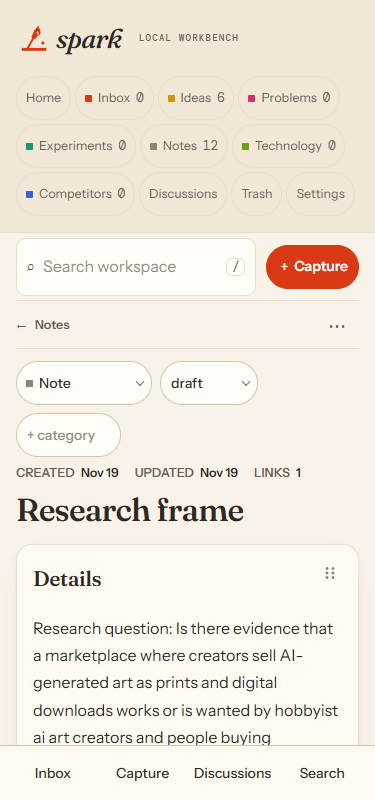 spark LOCAL WORKBENCH
Home Inbox 0 Ideas 6 Problems 0
Experiments 0 Notes 12 Technology 0
Competitors 0 Discussions Trash Settings
Search workspace / + Capture
← Notes ...
Note draft
+ category
CREATED Nov 19 UPDATED Nov 19 LINKS 1
Research frame
Details
Research question: Is there evidence that
a marketplace where creators sell AI-
generated art as prints and digital
downloads works or is wanted by hobbyist
ai art creators and people buying
Inbox Capture Discussions Search